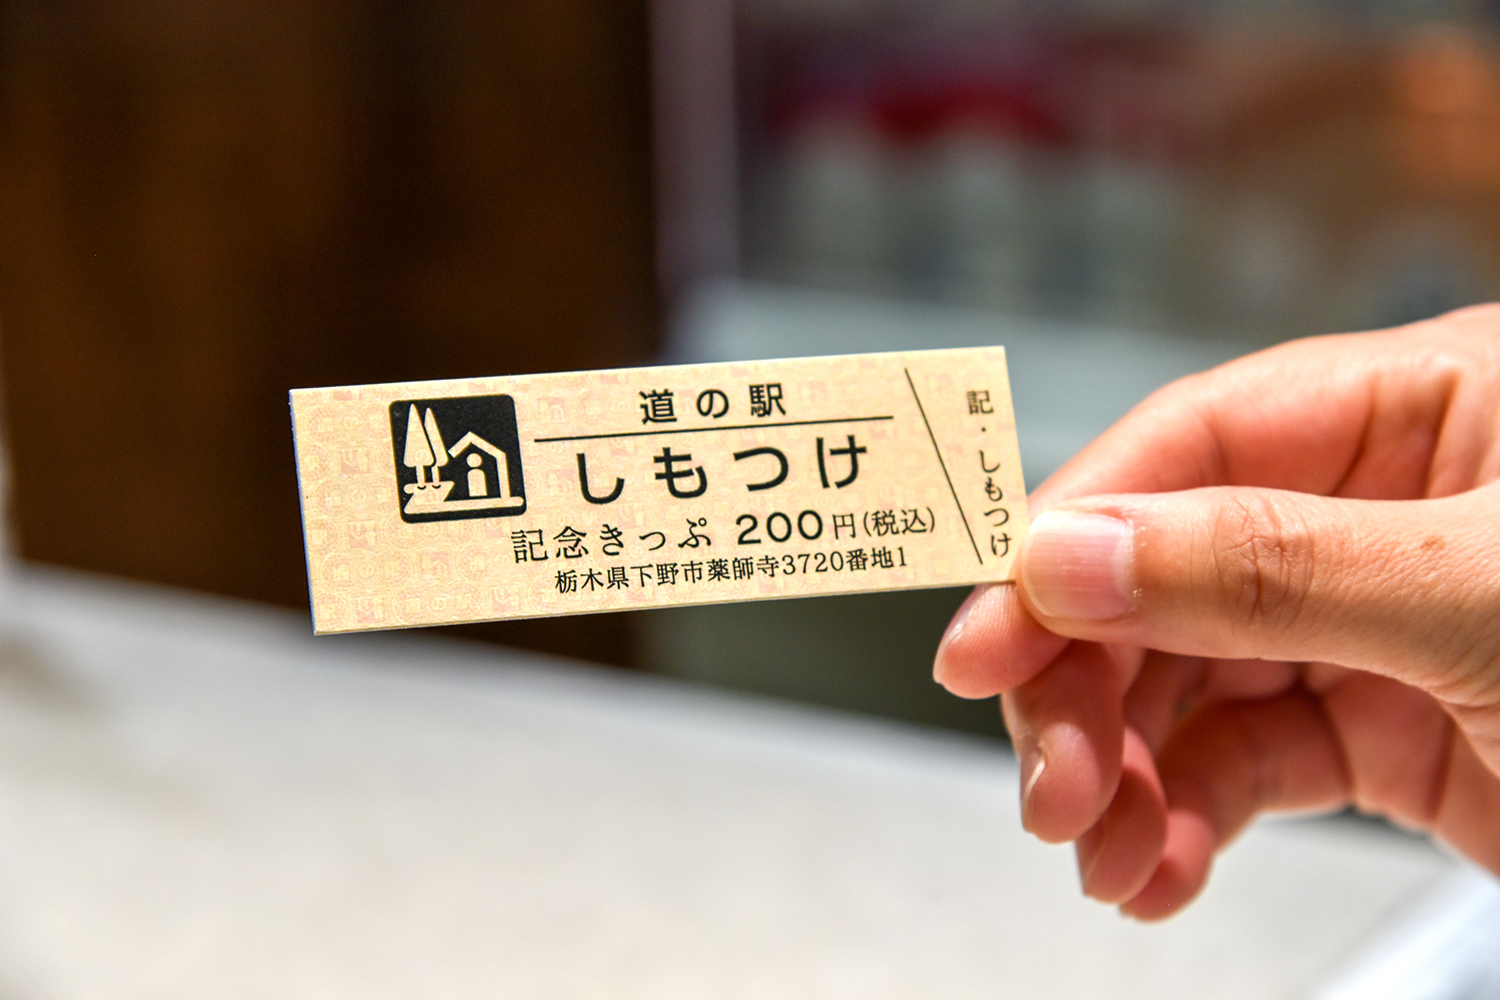 道の駅
しもつけ
記念きっぷ 200円(税込)
栃木県下野市薬師寺3720番地1
記・しもつけ